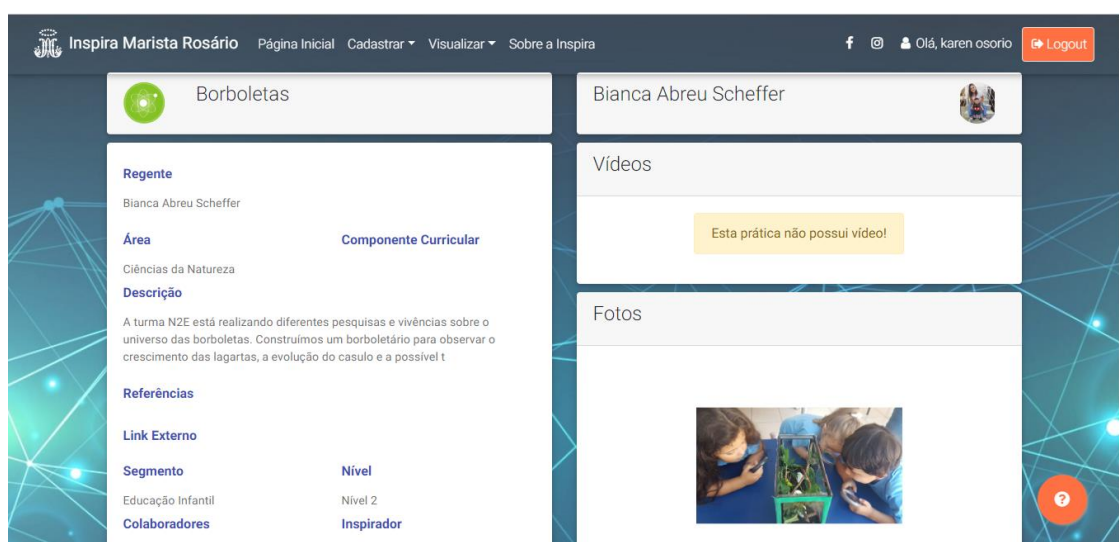 Inspira Marista Rosário Página Inicial Cadastrar Visualizar Sobre a Inspira Olá, karen osorio Logout
Borboletas
Regente
Bianca Abreu Scheffer
Área Componente Curricular
Ciências da Natureza
Descrição
A turma N2E está realizando diferentes pesquisas e vivências sobre o
universo das borboletas. Construímos um borboletário para observar o
crescimento das lagartas, a evolução do casulo e a possível t
Referências
Link Externo
Segmento Nível
Educação Infantil Nível 2
Colaboradores Inspirador
Bianca Abreu Scheffer
Vídeos
Esta prática não possui vídeo!
Fotos